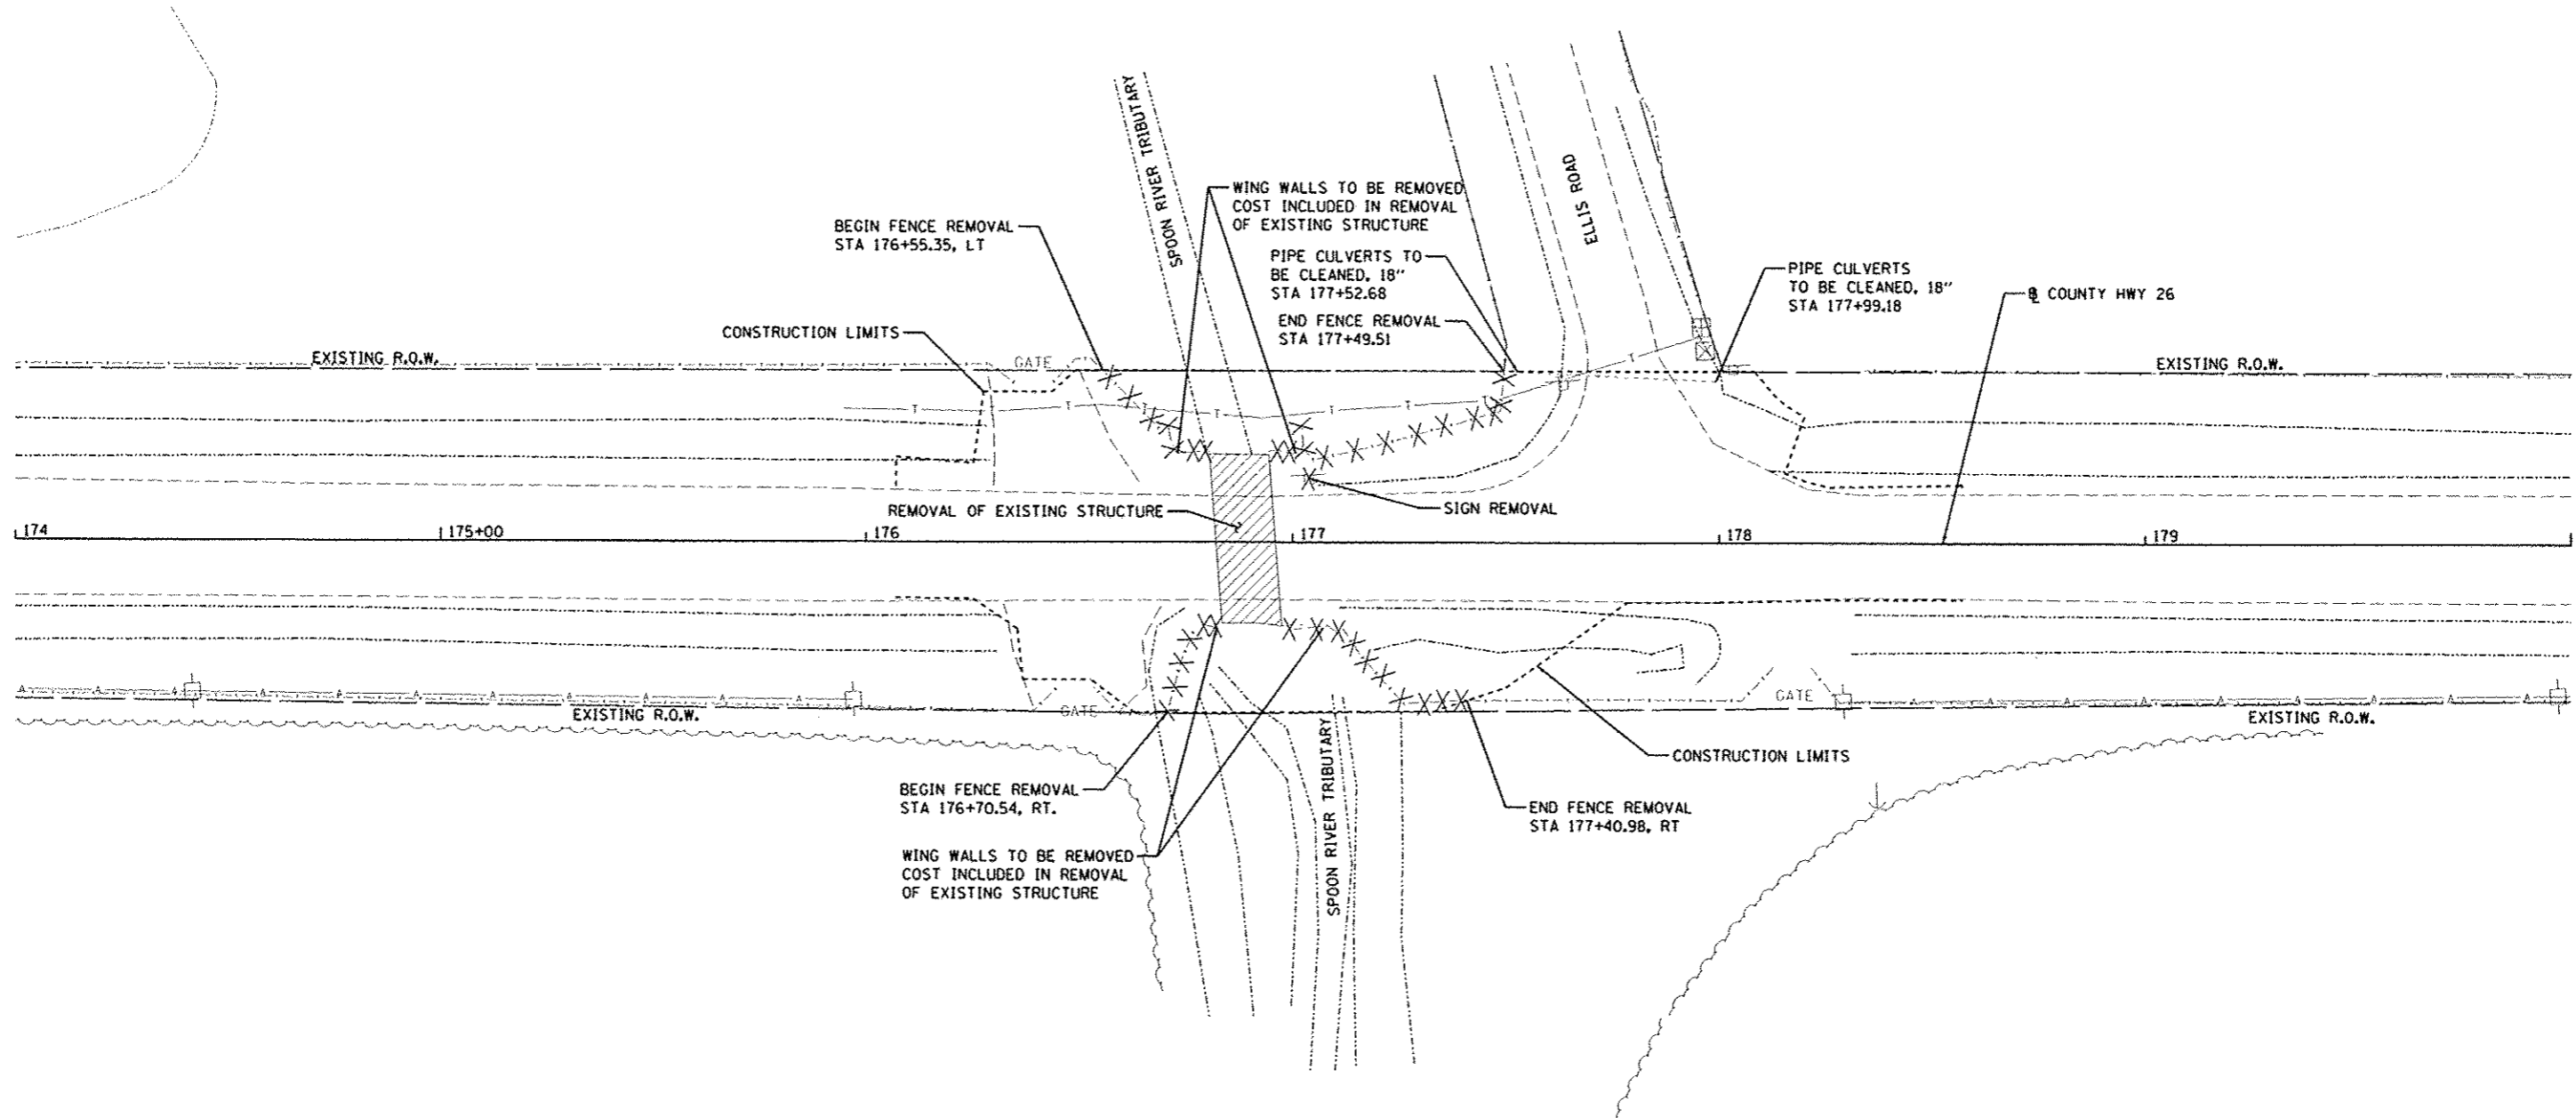 SPOON RIVER TRIBUTARY
ELLIS ROAD
WING WALLS TO BE REMOVED
COST INCLUDED IN REMOVAL
OF EXISTING STRUCTURE
BEGIN FENCE REMOVAL
STA 176+55.35, LT
PIPE CULVERTS TO
BE CLEANED, 18"
STA 177+52.68
END FENCE REMOVAL
STA 177+49.51
PIPE CULVERTS
TO BE CLEANED, 18"
STA 177+99.18
℄ COUNTY HWY 26
CONSTRUCTION LIMITS
EXISTING R.O.W.
GATE
EXISTING R.O.W.
T T T T T T T
REMOVAL OF EXISTING STRUCTURE
SIGN REMOVAL
174
175+00
176
177
178
179
GATE
GATE
EXISTING R.O.W.
EXISTING R.O.W.
SPOON RIVER TRIBUTARY
CONSTRUCTION LIMITS
BEGIN FENCE REMOVAL
STA 176+70.54, RT.
END FENCE REMOVAL
STA 177+40.98, RT
WING WALLS TO BE REMOVED
COST INCLUDED IN REMOVAL
OF EXISTING STRUCTURE